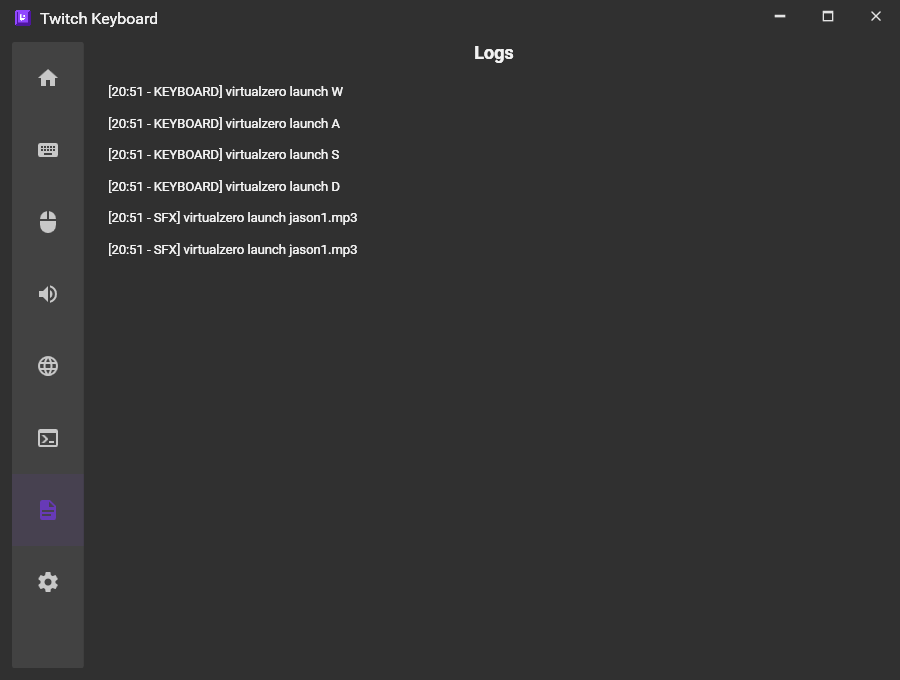 Twitch Keyboard
Logs
[20:51 - KEYBOARD] virtualzero launch W
[20:51 - KEYBOARD] virtualzero launch A
[20:51 - KEYBOARD] virtualzero launch S
[20:51 - KEYBOARD] virtualzero launch D
[20:51 - SFX] virtualzero launch jason1.mp3
[20:51 - SFX] virtualzero launch jason1.mp3